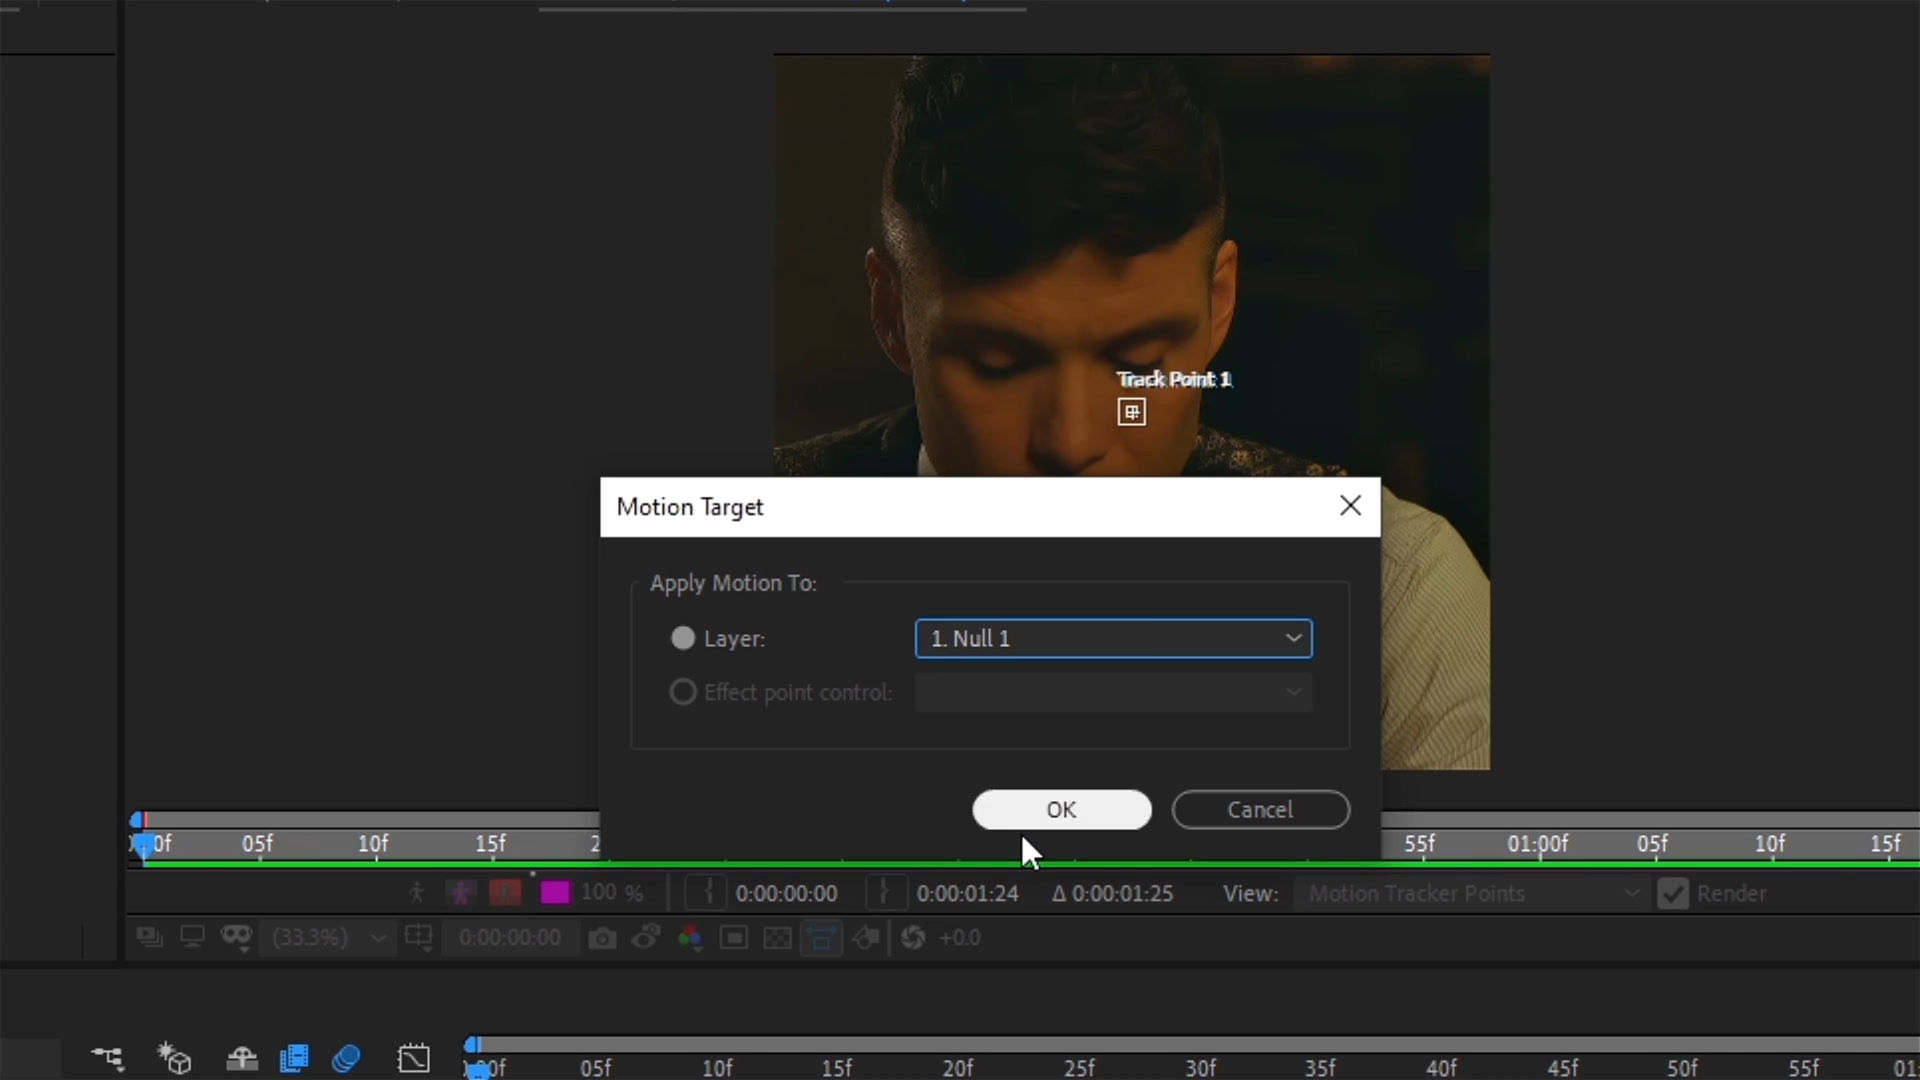 Track Point 1
Motion Target
Apply Motion To:
Layer:
1. Null 1
Effect point control:
OK
Cancel
0f 05f 10f 15f 2 55f 01:00f 05f 10f 15f
100 % 0:00:00:00 0:00:01:24 Δ 0:00:01:25 View: Motion Tracker Points Render
(33.3%) 0:00:00:00 +0.0
00f 05f 10f 15f 20f 25f 30f 35f 40f 45f 50f 55f 01: